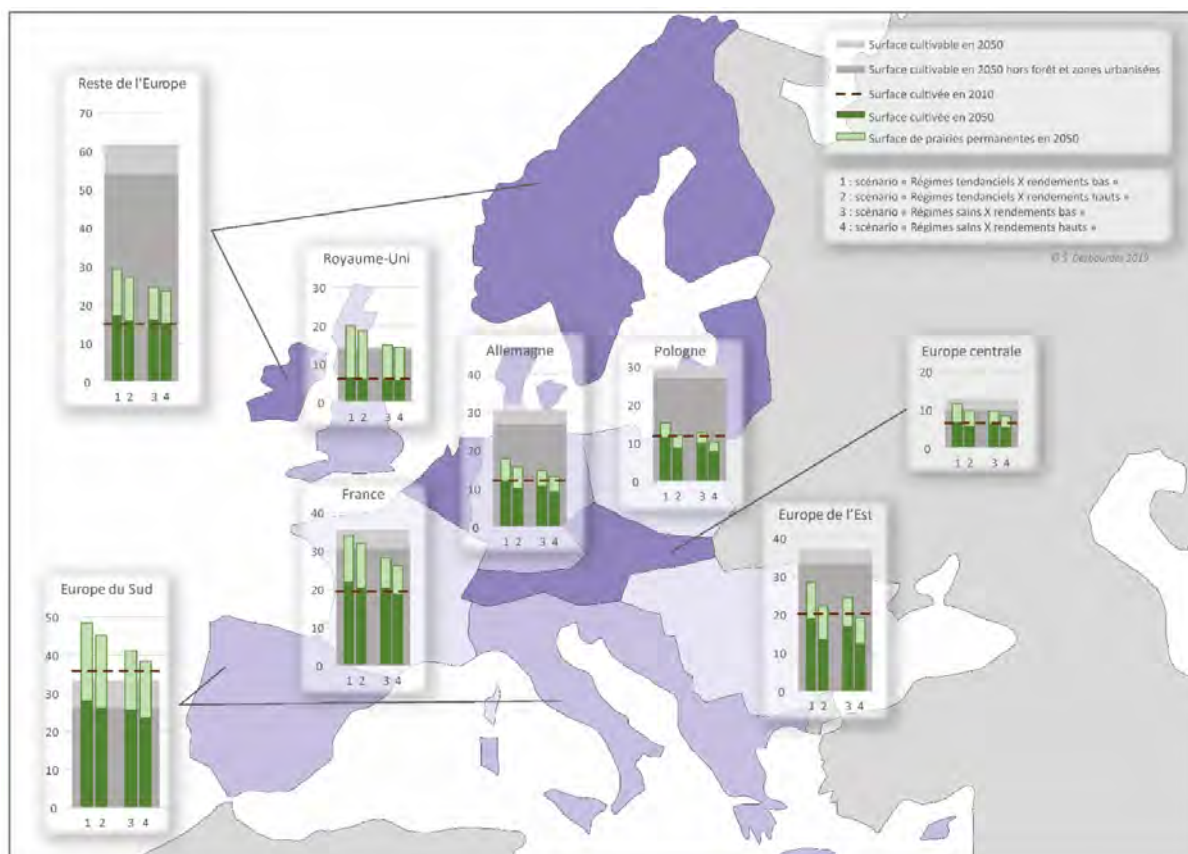 Surface cultivable en 2050
Surface cultivable en 2050 hors forêt et zones urbanisées
Surface cultivée en 2010
Surface cultivée en 2050
Surface de prairies permanentes en 2050
1 : scénario « Régimes tendanciels X rendements bas »
2 : scénario « Régimes tendanciels X rendements hauts »
3 : scénario « Régimes sains X rendements bas »
4 : scénario « Régimes sains X rendements hauts »
© S. Desbourdes 2019
Reste de l'Europe
70
60
50
40
30
20
10
0
1 2 3 4
Royaume-Uni
30
20
10
0
1 2 3 4
Allemagne
40
30
20
10
0
1 2 3 4
Pologne
30
20
10
0
1 2 3 4
Europe centrale
20
10
0
1 2 3 4
France
40
30
20
10
0
1 2 3 4
Europe de l'Est
40
30
20
10
0
1 2 3 4
Europe du Sud
50
40
30
20
10
0
1 2 3 4